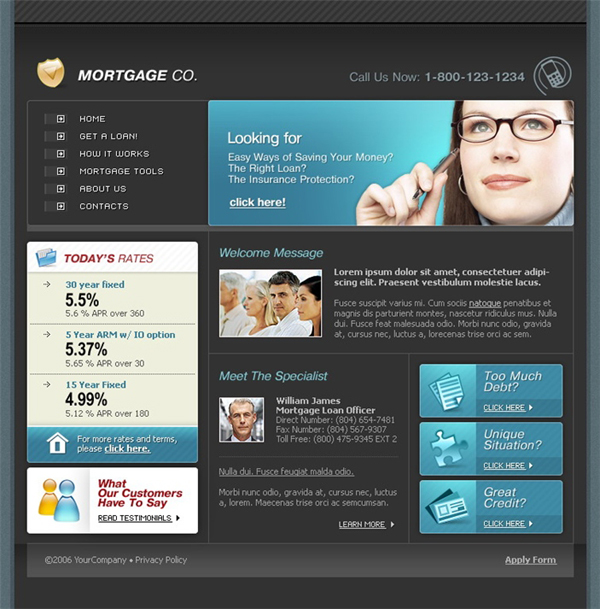 MORTGAGE CO.
Call Us Now: 1-800-123-1234
HOME
GET A LOAN!
HOW IT WORKS
MORTGAGE TOOLS
ABOUT US
CONTACTS
Looking for
Easy Ways of Saving Your Money?
The Right Loan?
The Insurance Protection?
click here!
TODAY'S RATES
30 year fixed
5.5%
5.6 % APR over 360
5 Year ARM w/ IO option
5.37%
5.65 % APR over 30
15 Year Fixed
4.99%
5.12 % APR over 180
For more rates and terms,
please click here.
What
Our Customers
Have To Say
READ TESTIMONIALS
Welcome Message
Lorem ipsum dolor sit amet, consectetuer adipi-
scing elit. Praesent vestibulum molestie lacus.
Fusce suscipit varius mi. Cum sociis natoque penatibus et
magnis dis parturient montes, nascetur ridiculus mus. Nulla
dui. Fusce feat malesuada odio. Morbi nunc odio, gravida
at, cursus nec, luctus a, lorecenas trise orci ac sem.
Meet The Specialist
William James
Mortgage Loan Officer
Direct Number: (804) 654-7481
Fax Number: (804) 567-9307
Toll Free: (800) 475-9345 EXT 2
Nulla dui. Fusce feugiat malda odio.
Morbi nunc odio, gravida at, cursus nec, luctus
a, lorem. Maecenas trise orci ac semcumsan.
LEARN MORE
Too Much
Debt?
CLICK HERE
Unique
Situation?
CLICK HERE
Great
Credit?
CLICK HERE
©2006 YourCompany • Privacy Policy
Apply Form